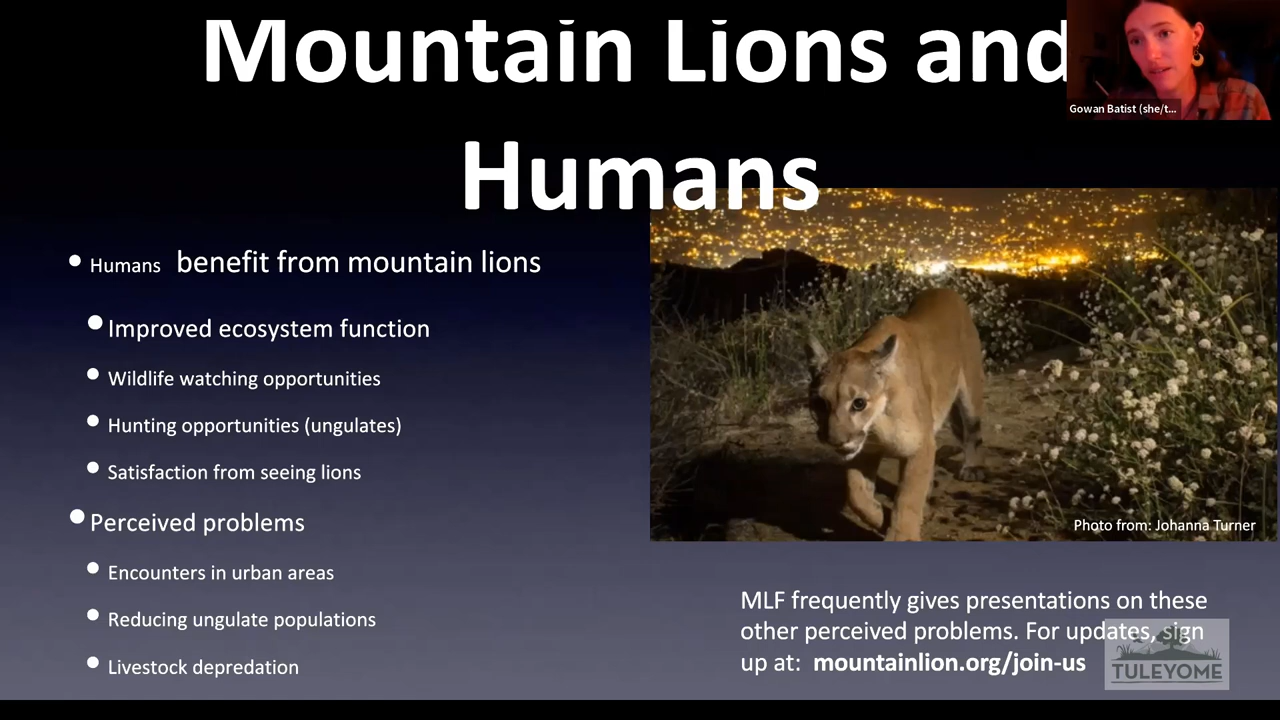 Mountain Lions and
Humans
Gowan Batist (she/t...
• Humans benefit from mountain lions
• Improved ecosystem function
• Wildlife watching opportunities
• Hunting opportunities (ungulates)
• Satisfaction from seeing lions
• Perceived problems
• Encounters in urban areas
• Reducing ungulate populations
• Livestock depredation
Photo from: Johanna Turner
MLF frequently gives presentations on these
other perceived problems. For updates, sign
up at: mountainlion.org/join-us
TULEYOME